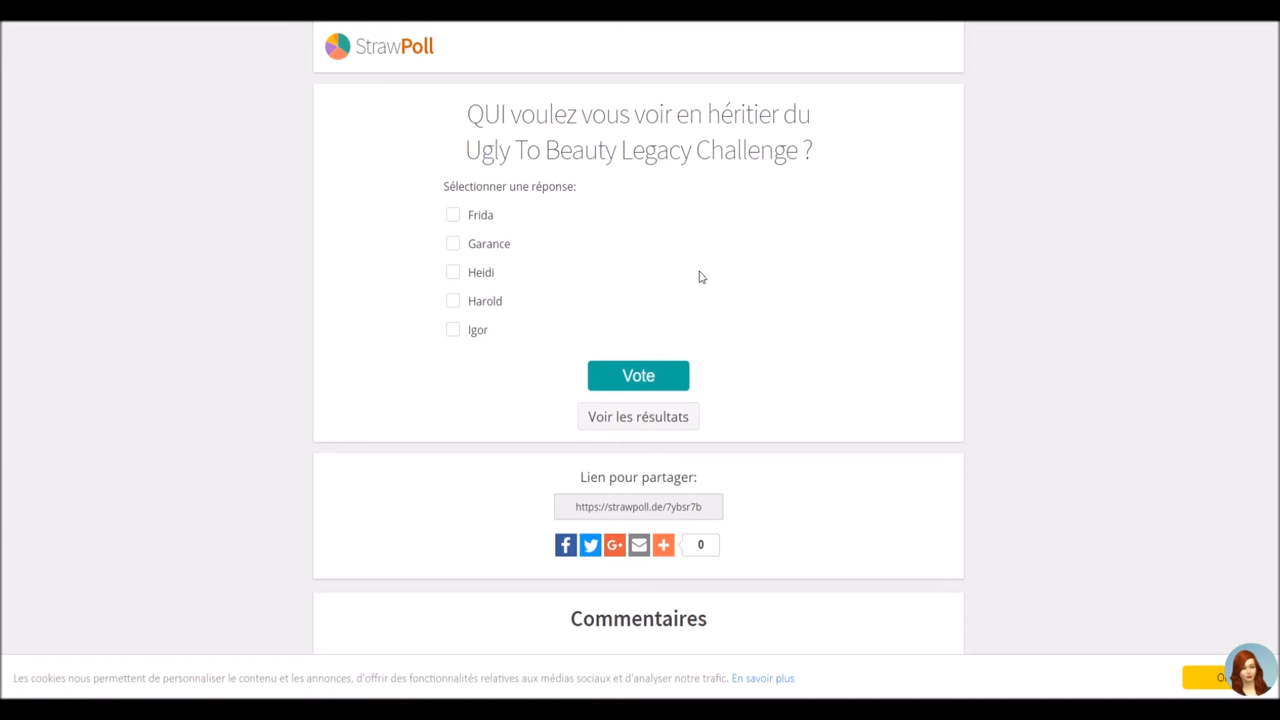 StrawPoll
QUI voulez vous voir en héritier du
Ugly To Beauty Legacy Challenge ?
Sélectionner une réponse:
Frida
Garance
Heidi
Harold
Igor
Vote
Voir les résultats
Lien pour partager:
https://strawpoll.de/7ybsr7b
0
Commentaires
Les cookies nous permettent de personnaliser le contenu et les annonces, d'offrir des fonctionnalités relatives aux médias sociaux et d'analyser notre trafic. En savoir plus